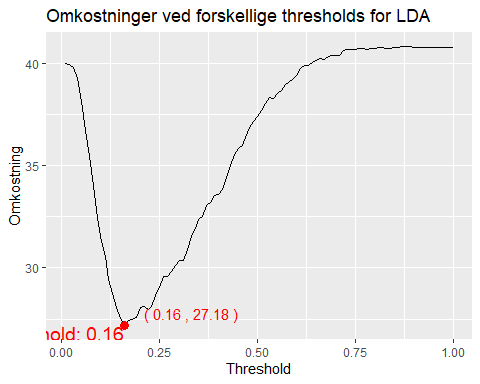 Omkostninger ved forskellige thresholds for LDA
Omkostning
40
35
30
( 0.16 , 27.18 )
hold: 0.16
0.00 0.25 0.50 0.75 1.00
Threshold